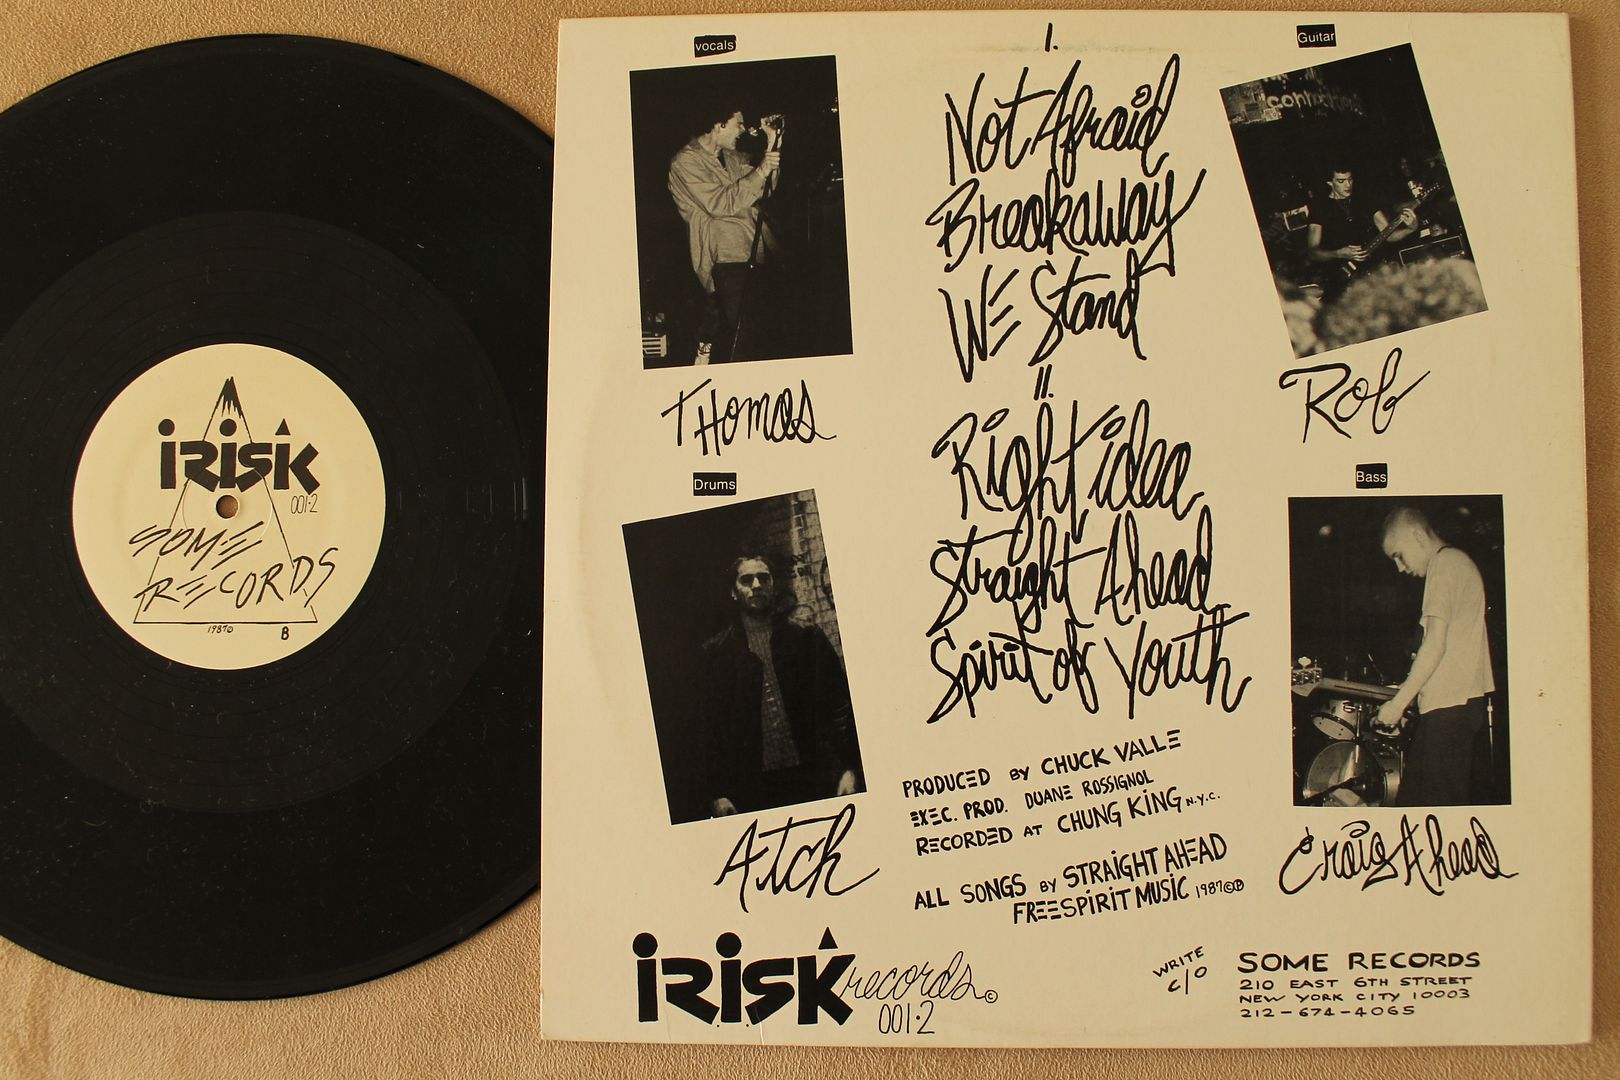 iRiSK
001·2
SOME
RECORDS
1987©
B
vocals
THomas
Drums
Atch
I.
Not Afraid
Breakaway
WE Stand
II.
Right idea
Straight Ahead
Spirit of Youth
PRODUCED BY CHUCK VALLE
EXEC. PROD. DUANE ROSSIGNOL
RECORDED AT CHUNG KiNG N.Y.C.
ALL SONGS BY STRAiGHT AHEAD
FREESPiRiT MUSiC 1987©℗
Guitar
Rob
Bass
Craig Ahead
iRiSK records©
001·2
WRITE
c/o
SOME RECORDS
210 EAST 6TH STREET
NEW YORK CITY 10003
212-674-4065